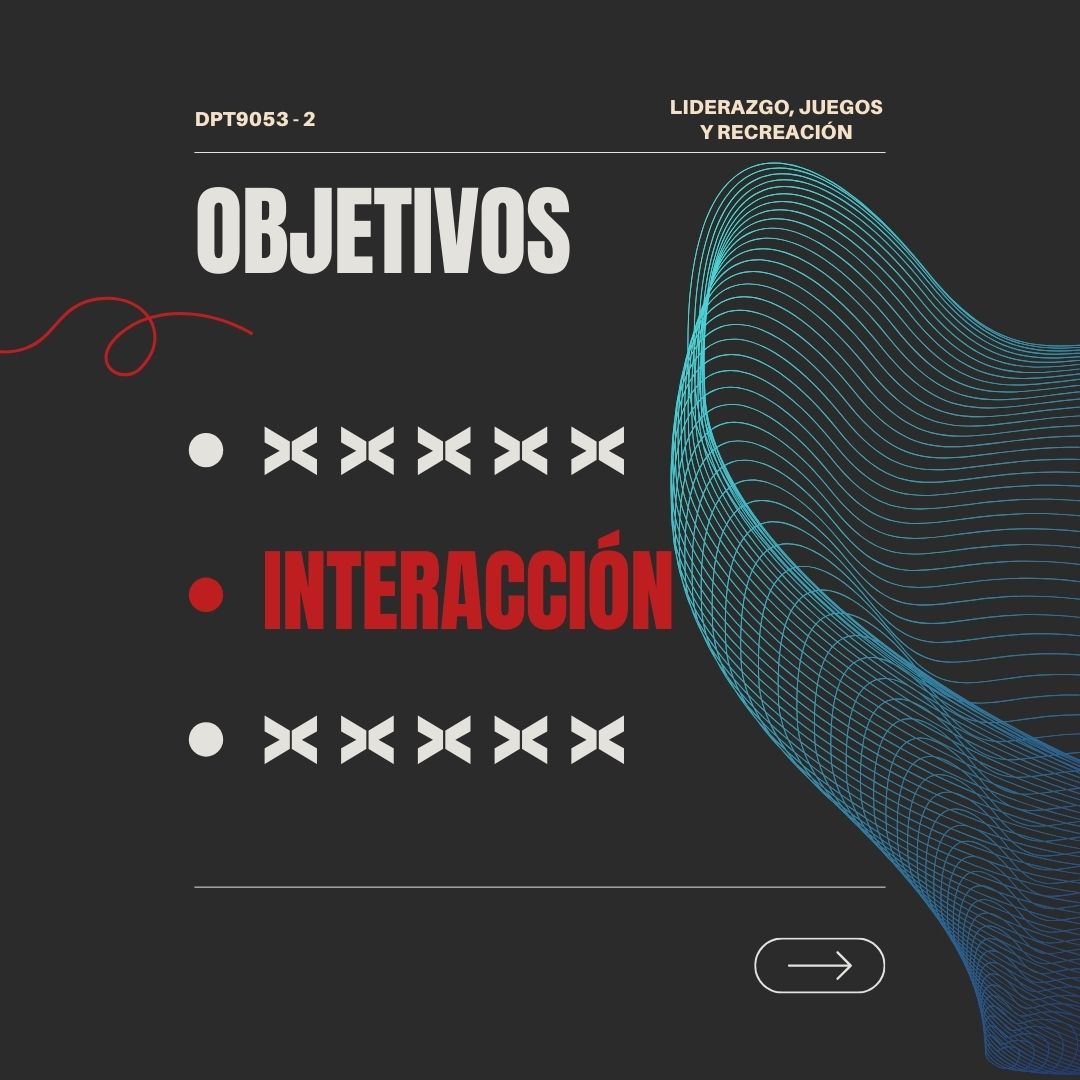 DPT9053 - 2
LIDERAZGO, JUEGOS
Y RECREACIÓN
OBJETIVOS
INTERACCIÓN